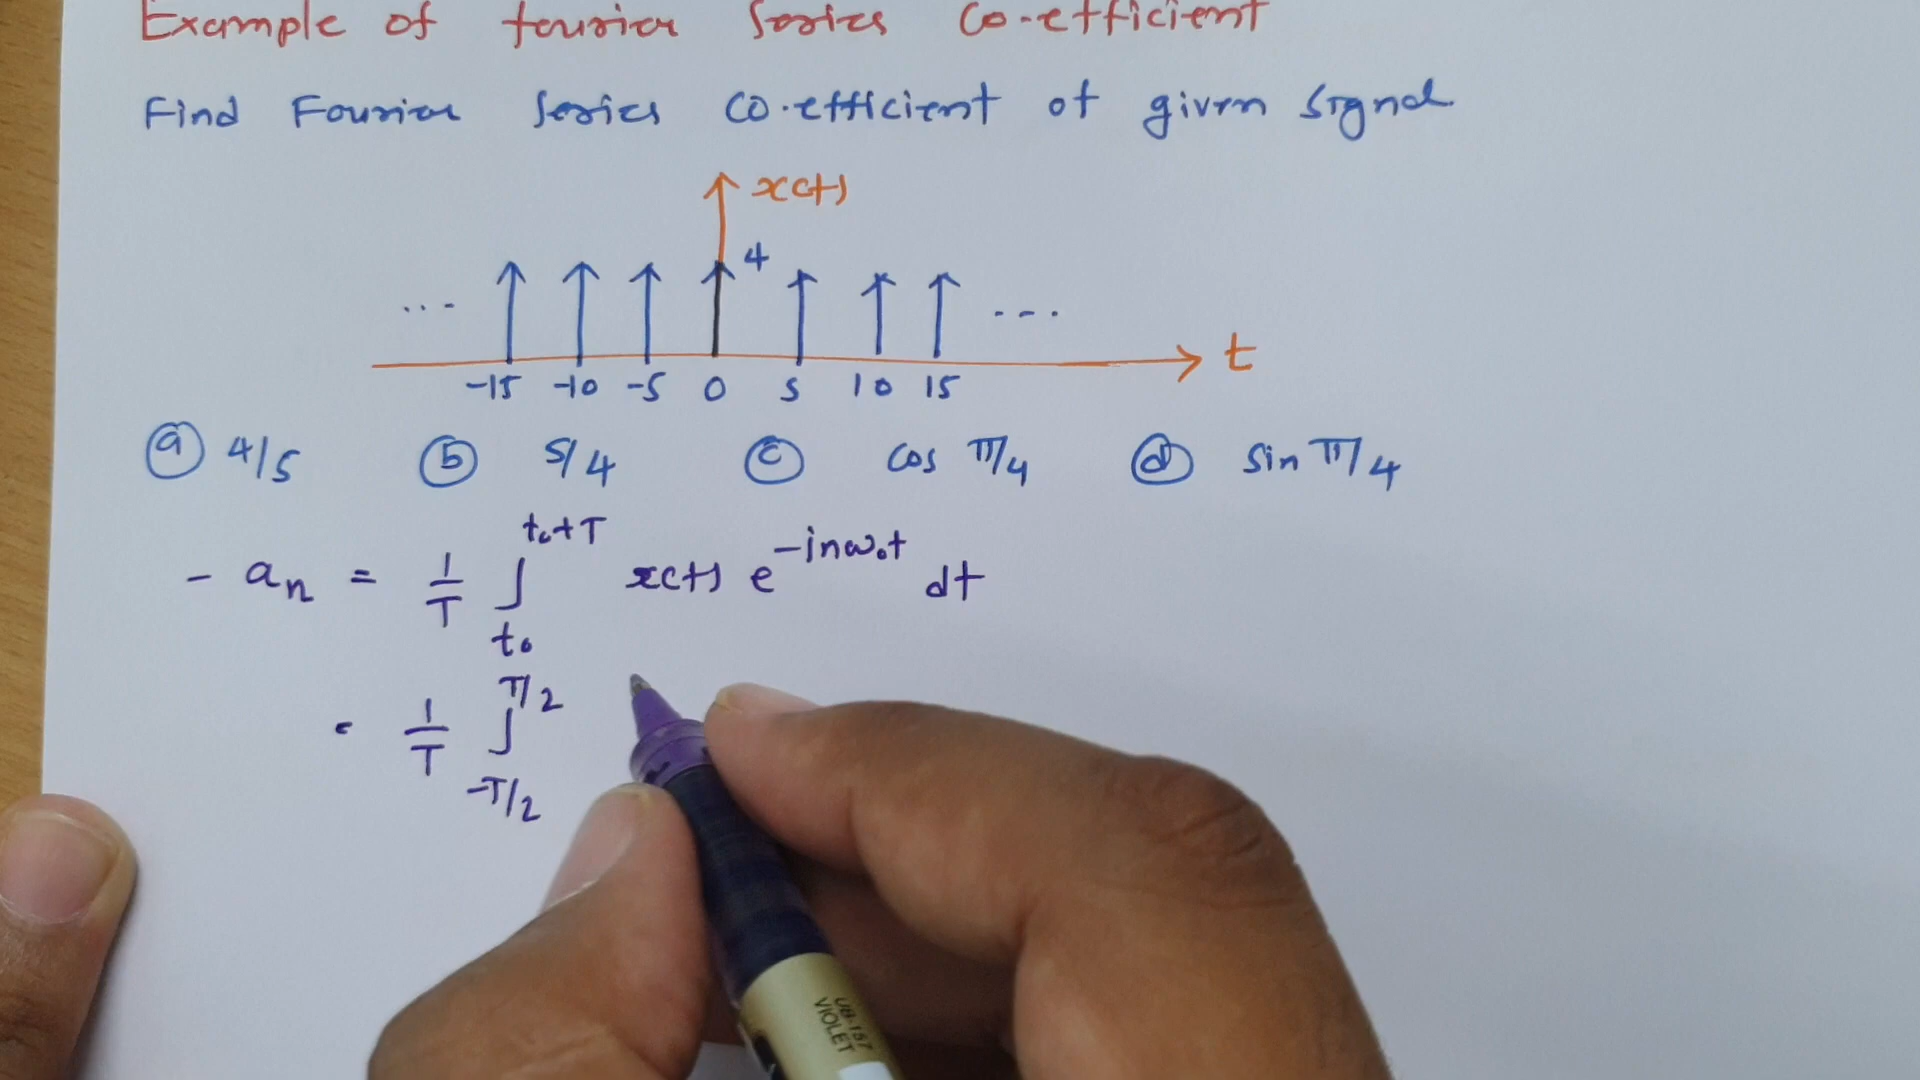 Example of fourier Series Co-efficient
Find Fourier Series Co-efficient of given signal
x(t)
4
... ---
-15 -10 -5 0 5 10 15 t
ⓐ 4/5 ⓑ 5/4 ⓒ cos π/4 ⓓ sin π/4
- aₙ = 1/T ∫_{t₀}^{t₀+T} x(t) e^{-jnω₀t} dt
= 1/T ∫_{-T/2}^{T/2}
UB-157
VIOLET